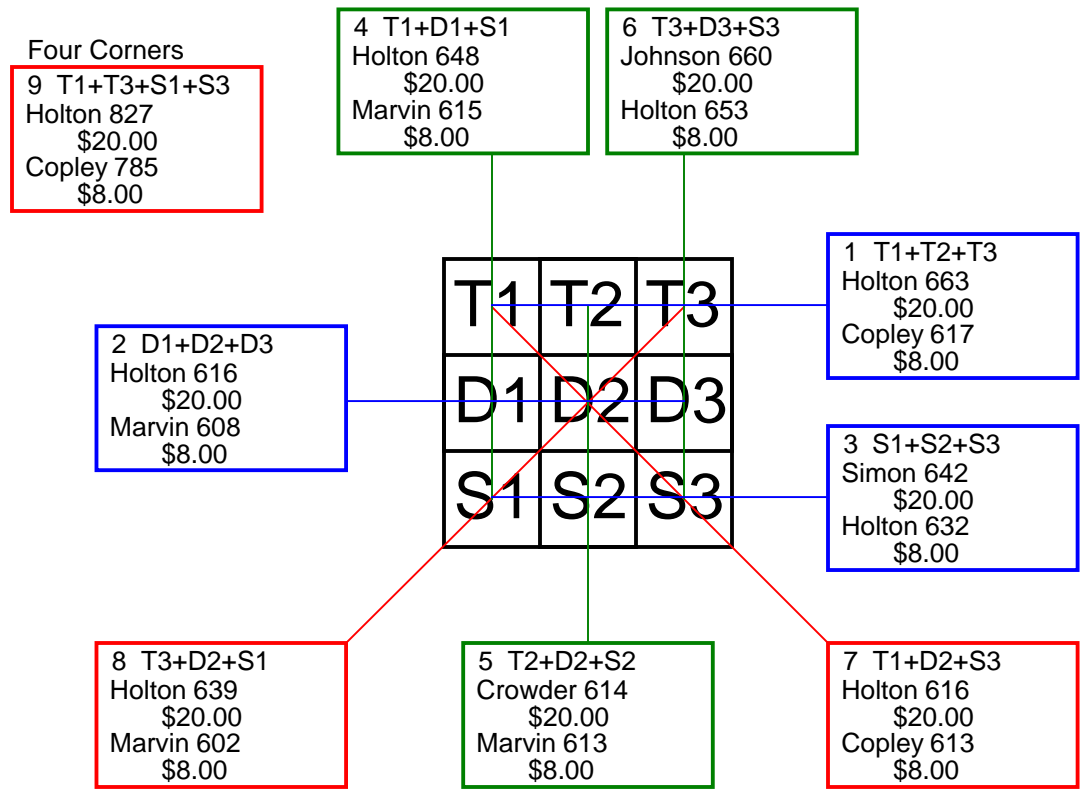 Four Corners
9 T1+T3+S1+S3
Holton 827
$20.00
Copley 785
$8.00
4 T1+D1+S1
Holton 648
$20.00
Marvin 615
$8.00
6 T3+D3+S3
Johnson 660
$20.00
Holton 653
$8.00
1 T1+T2+T3
Holton 663
$20.00
Copley 617
$8.00
2 D1+D2+D3
Holton 616
$20.00
Marvin 608
$8.00
T1 T2 T3
D1 D2 D3
S1 S2 S3
3 S1+S2+S3
Simon 642
$20.00
Holton 632
$8.00
8 T3+D2+S1
Holton 639
$20.00
Marvin 602
$8.00
5 T2+D2+S2
Crowder 614
$20.00
Marvin 613
$8.00
7 T1+D2+S3
Holton 616
$20.00
Copley 613
$8.00